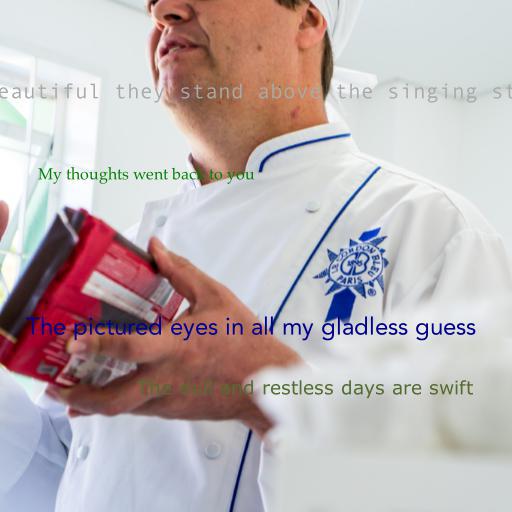 eautiful they stand above the singing st
My thoughts went back to you
CORDON BLEU
PARIS
®
The pictured eyes in all my gladless guess
The and restless days are swift